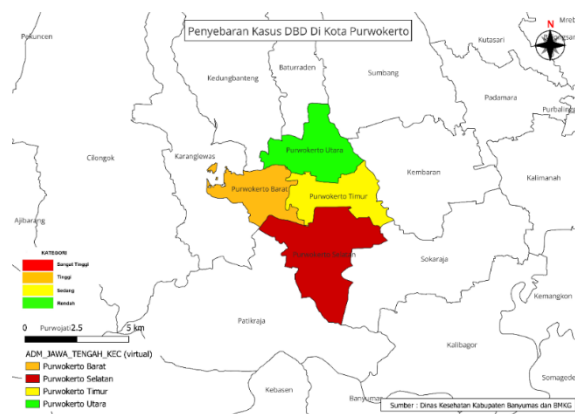 Penyebaran Kasus DBD Di Kota Purwokerto
N
Pekuncen
Kedungbanteng
Baturraden
Sumbang
Kutasari
Padamara
Purbalingg
Cilongok
Karanglewas
Purwokerto Utara
Kembaran
Kalimanah
Purwokerto Barat
Purwokerto Timur
Ajibarang
Purwokerto Selatan
Sokaraja
KATEGORI
Sangat Tinggi
Tinggi
Sedang
Rendah
Kemangkon
0 Purwojati 2.5 5 km
Patikraja
Kalibagor
ADM_JAWA_TENGAH_KEC (virtual)
Purwokerto Barat
Purwokerto Selatan
Purwokerto Timur
Purwokerto Utara
Kebasen
Banyumas
Somagede
Sumber : Dinas Kesehatan Kabupaten Banyumas dan BMKG